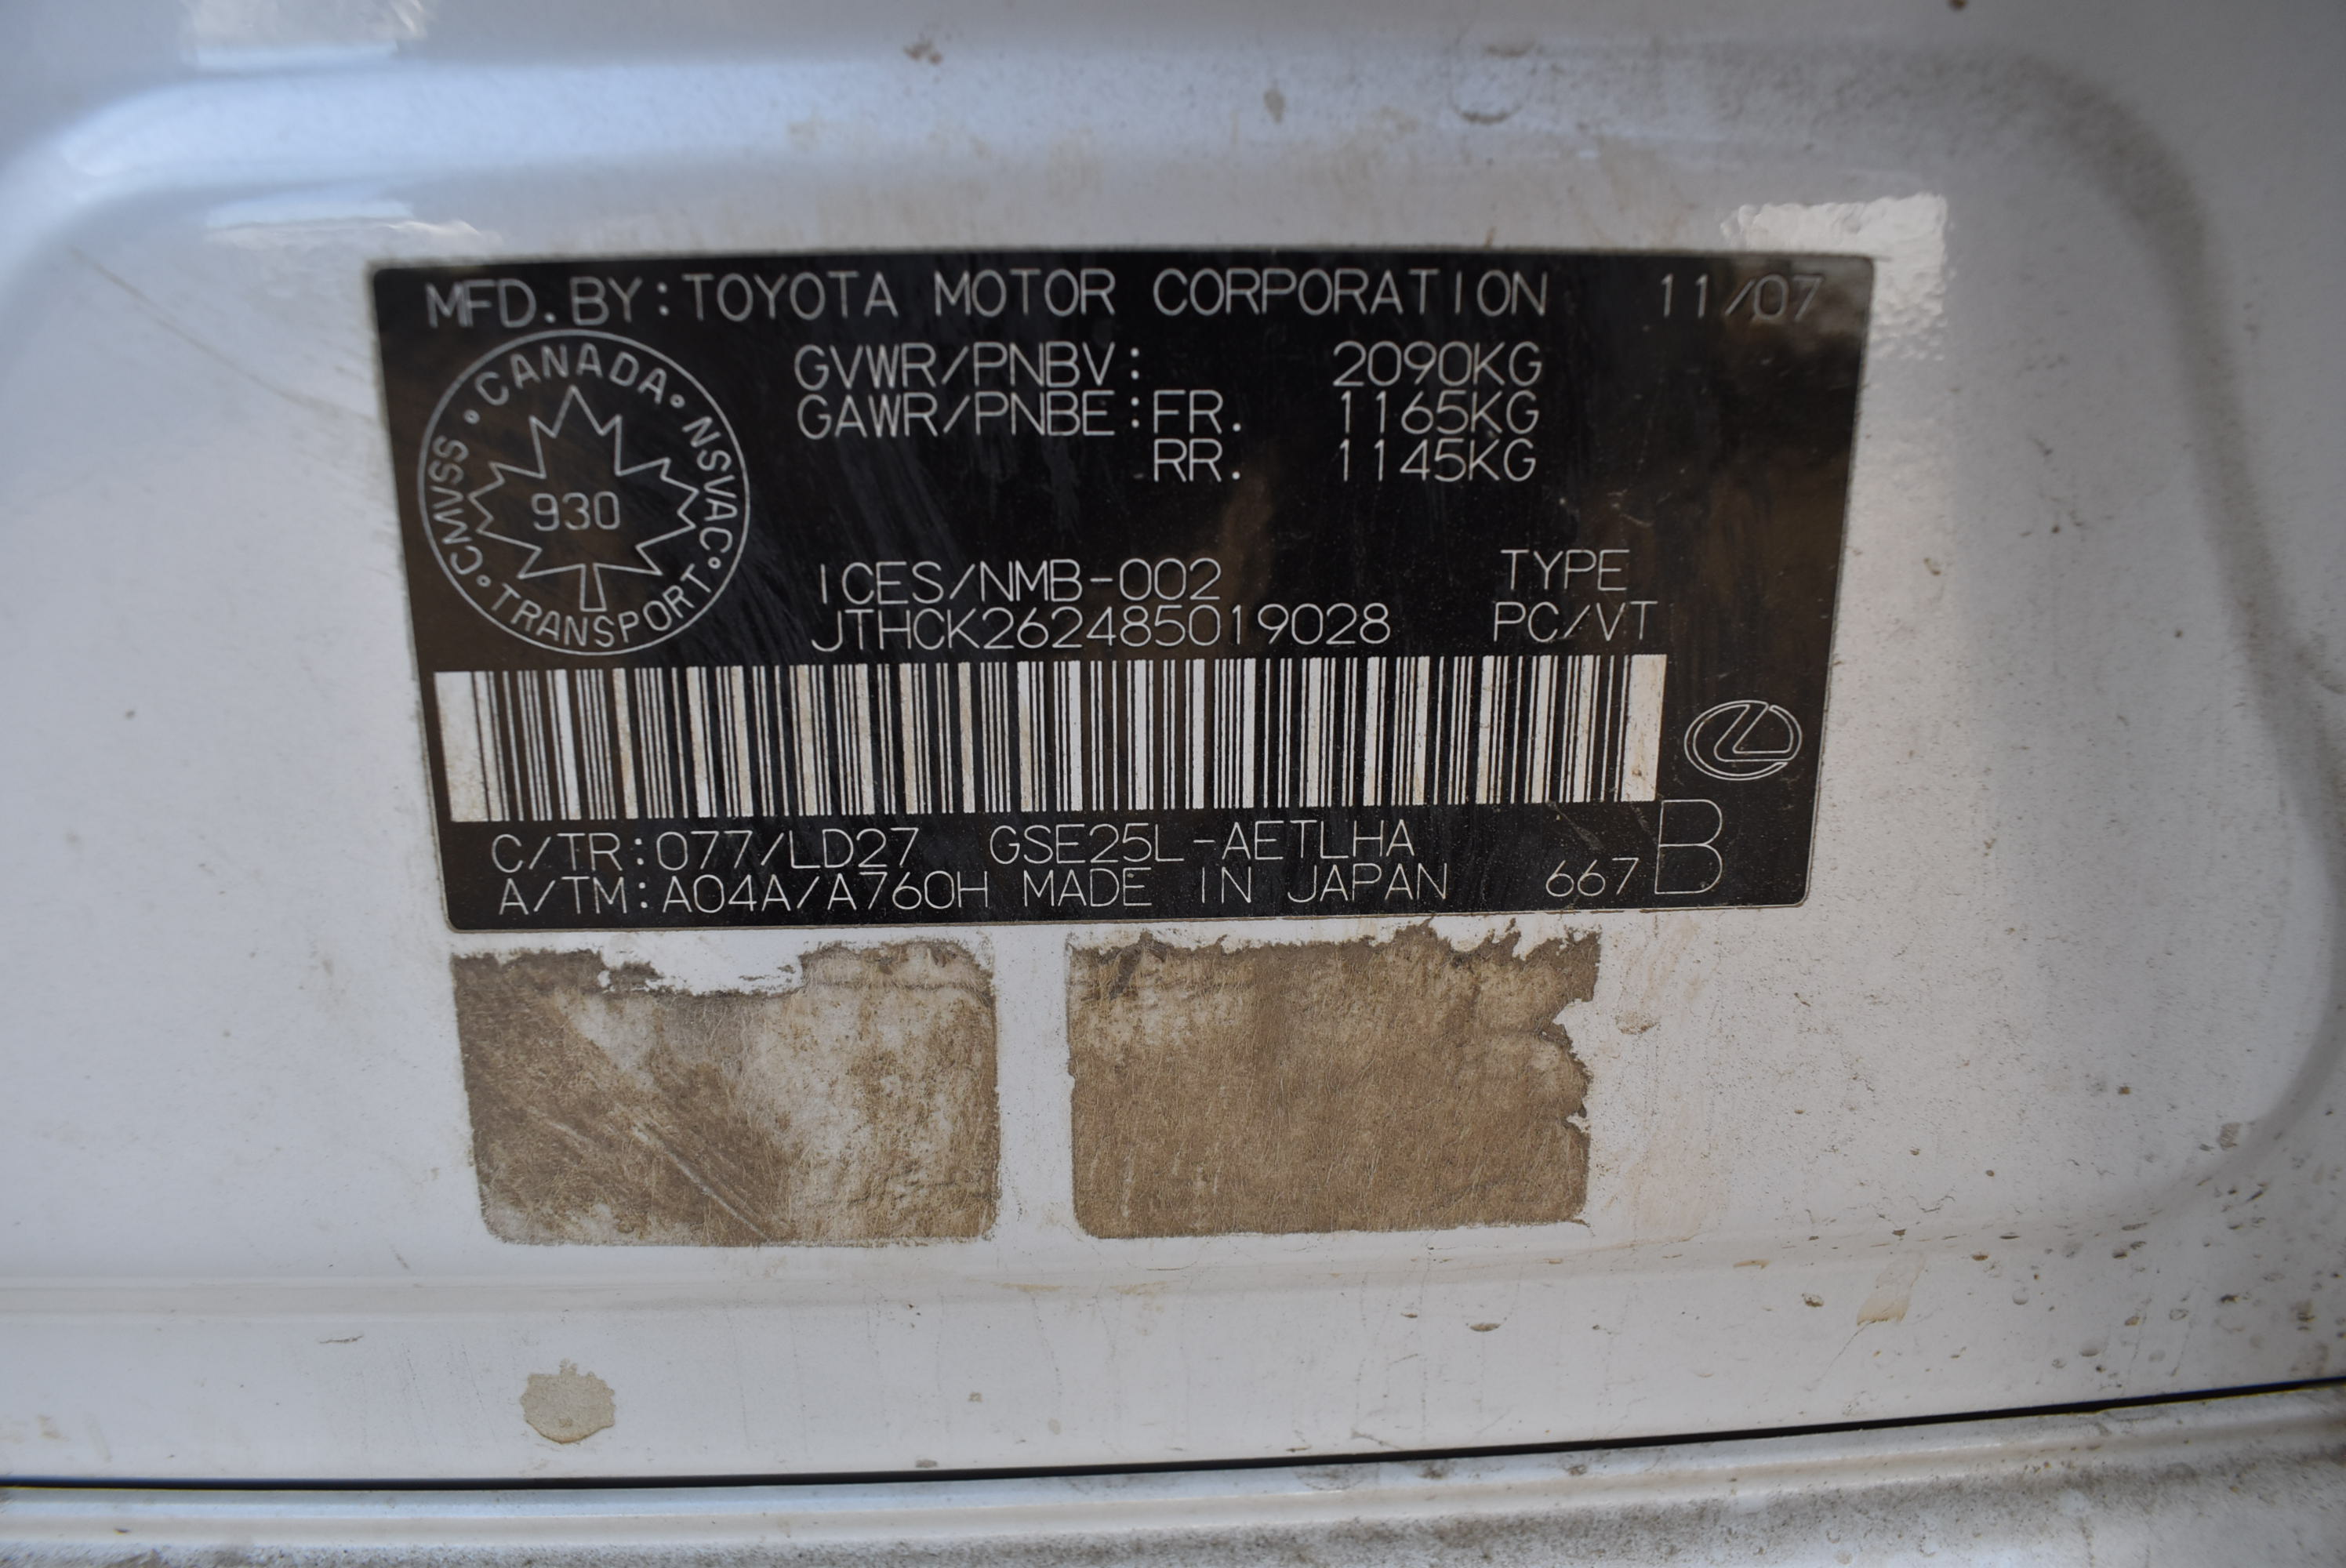 MFD. BY: TOYOTA MOTOR CORPORATION 11/07
GVWR/PNBV: 2090KG
GAWR/PNBE: FR. 1165KG
RR. 1145KG
CANADA • NSVAC • TRANSPORT • CMVSS •
930
ICES/NMB-002 TYPE
JTHCK262485019028 PC/VT
C/TR: 077/LD27 GSE25L-AETLHA
A/TM: A04A/A760H MADE IN JAPAN 667 B